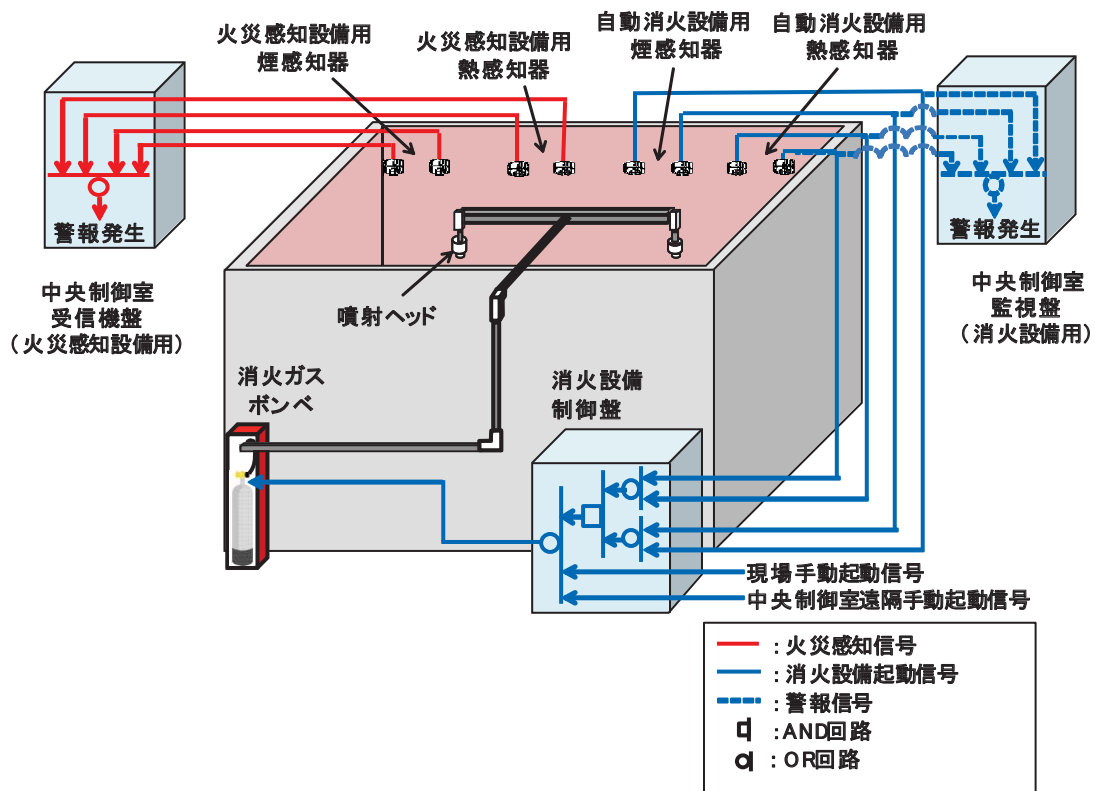 火災感知設備用
煙感知器
火災感知設備用
熱感知器
自動消火設備用
煙感知器
自動消火設備用
熱感知器
警報発生
中央制御室
受信機盤
（火災感知設備用）
警報発生
中央制御室
監視盤
（消火設備用）
噴射ヘッド
消火ガス
ボンベ
消火設備
制御盤
現場手動起動信号
中央制御室遠隔手動起動信号
：火災感知信号
：消火設備起動信号
：警報信号
：AND回路
：OR回路